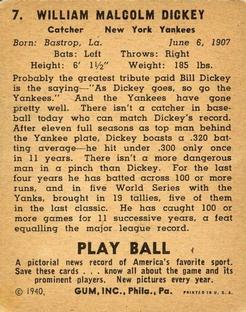 7. WILLIAM MALCOLM DICKEY
Catcher New York Yankees
Born: Bastrop, La. June 6, 1907
Bats: Left Throws: Right
Height: 6' 1½" Weight: 185 lbs.
Probably the greatest tribute paid Bill Dickey
is the saying—"As Dickey goes, so go the
Yankees." And the Yankees have gone
pretty well. There isn't a catcher in base-
ball today who can match Dickey's record.
After eleven full seasons as top man behind
the Yankee plate, Dickey boasts a .320 bat-
ting average—he hit under .300 only once
in 11 years. There isn't a more dangerous
man in a pinch than Dickey. For the last
four years he has batted across 100 or more
runs, and in five World Series with the
Yanks, brought in 19 tallies, five of them
in the last classic. He has caught 100 or
more games for 11 successive years, a feat
equalling the major league record.
PLAY BALL
A pictorial news record of America's favorite sport.
Save these cards . . . know all about the game and its
prominent players. New pictures every year.
© 1940, GUM, INC., Phila., Pa. PRINTED IN U. S. A.